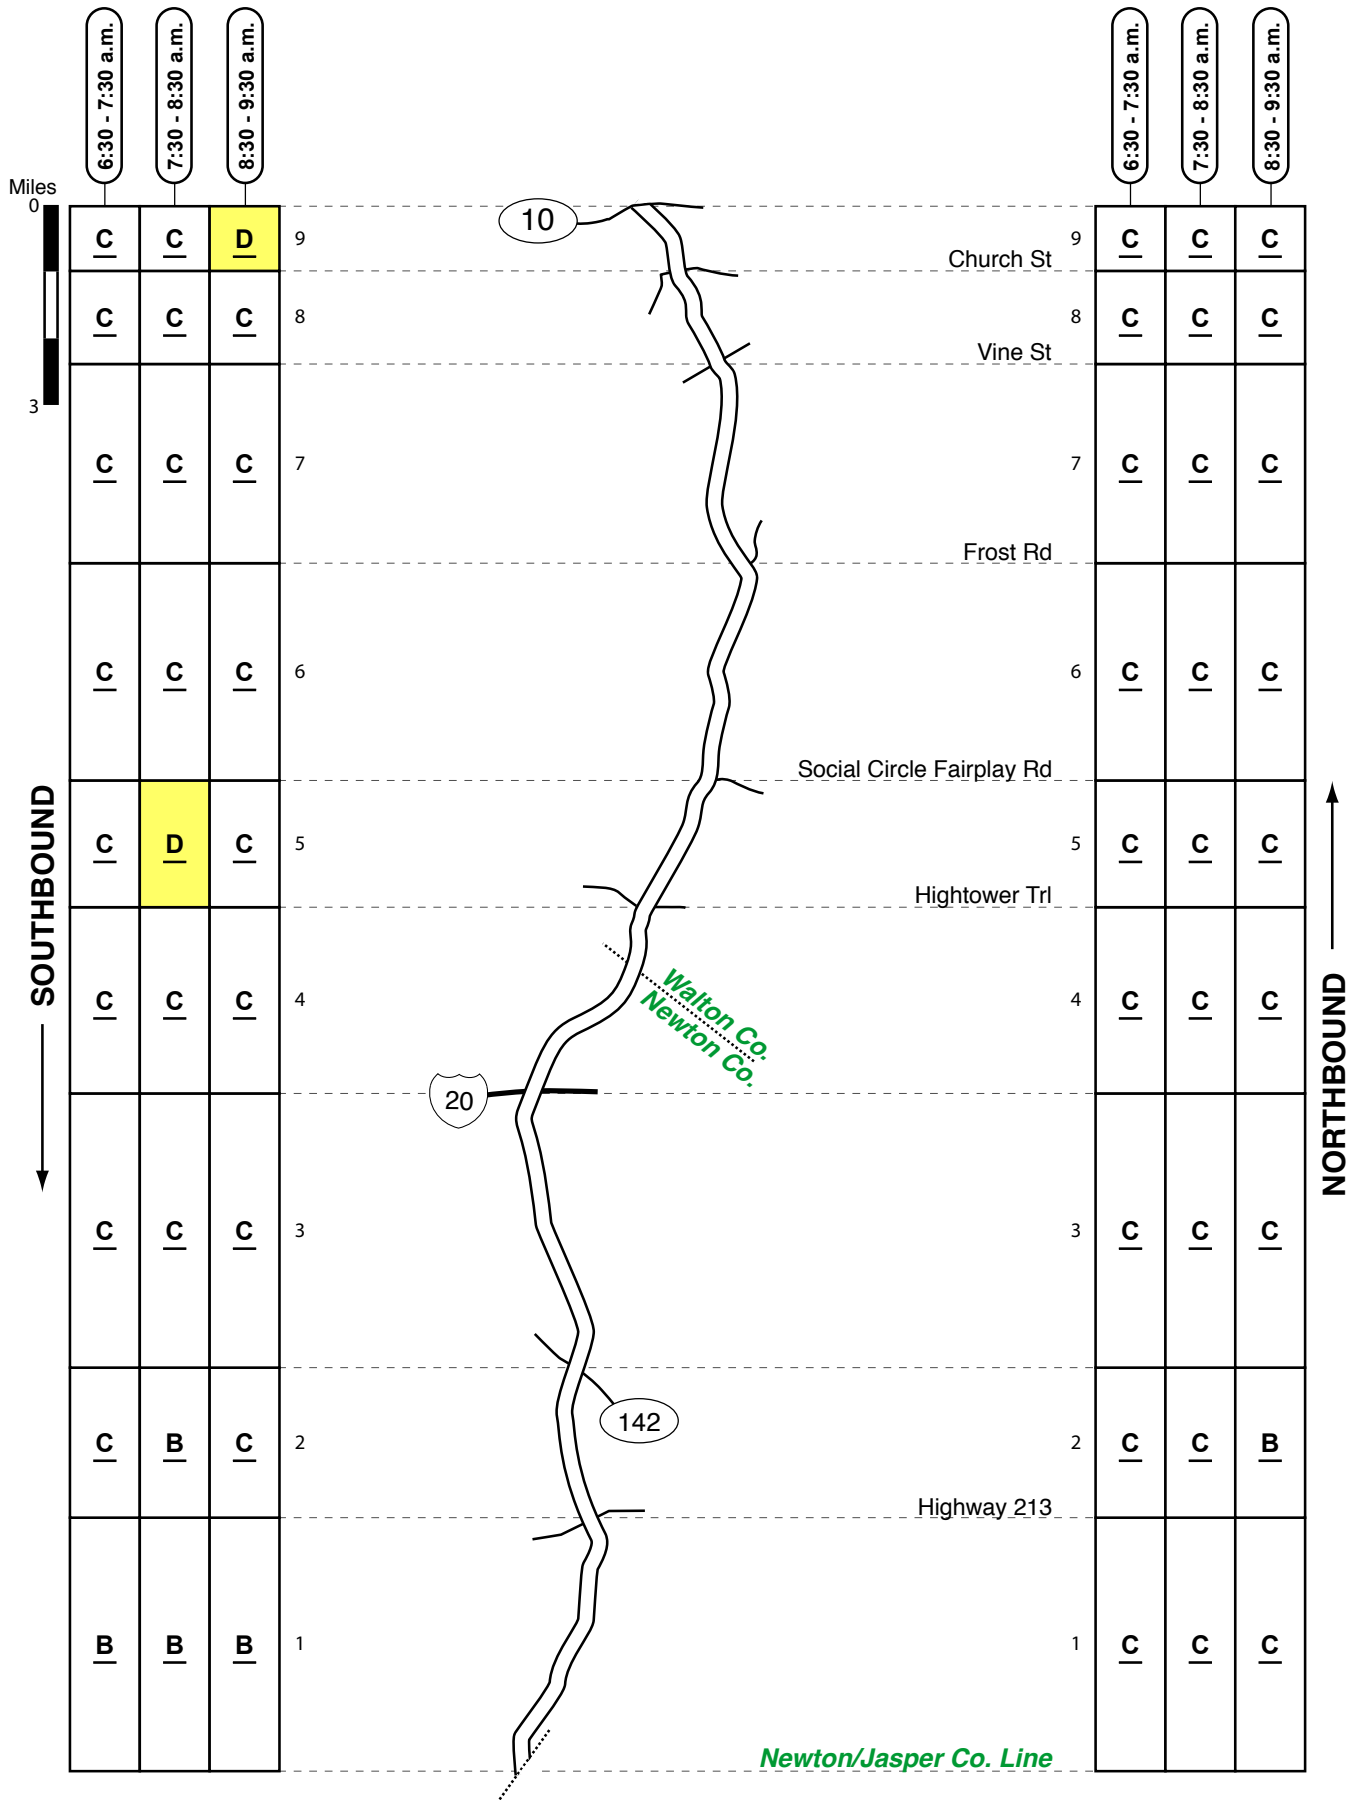 6:30 - 7:30 a.m. 7:30 - 8:30 a.m. 8:30 - 9:30 a.m. 6:30 - 7:30 a.m. 7:30 - 8:30 a.m. 8:30 - 9:30 a.m.
Miles
0
C C D 9 10 9 C C C
Church St
C C C 8 8 C C C
Vine St
3
C C C 7 7 C C C
Frost Rd
C C C 6 6 C C C
Social Circle Fairplay Rd
C D C 5 5 C C C
Hightower Trl
SOUTHBOUND
C C C 4 4 C C C
Walton Co.
Newton Co.
20
NORTHBOUND
C C C 3 3 C C C
142
C B C 2 2 C C B
Highway 213
B B B 1 1 C C C
Newton/Jasper Co. Line